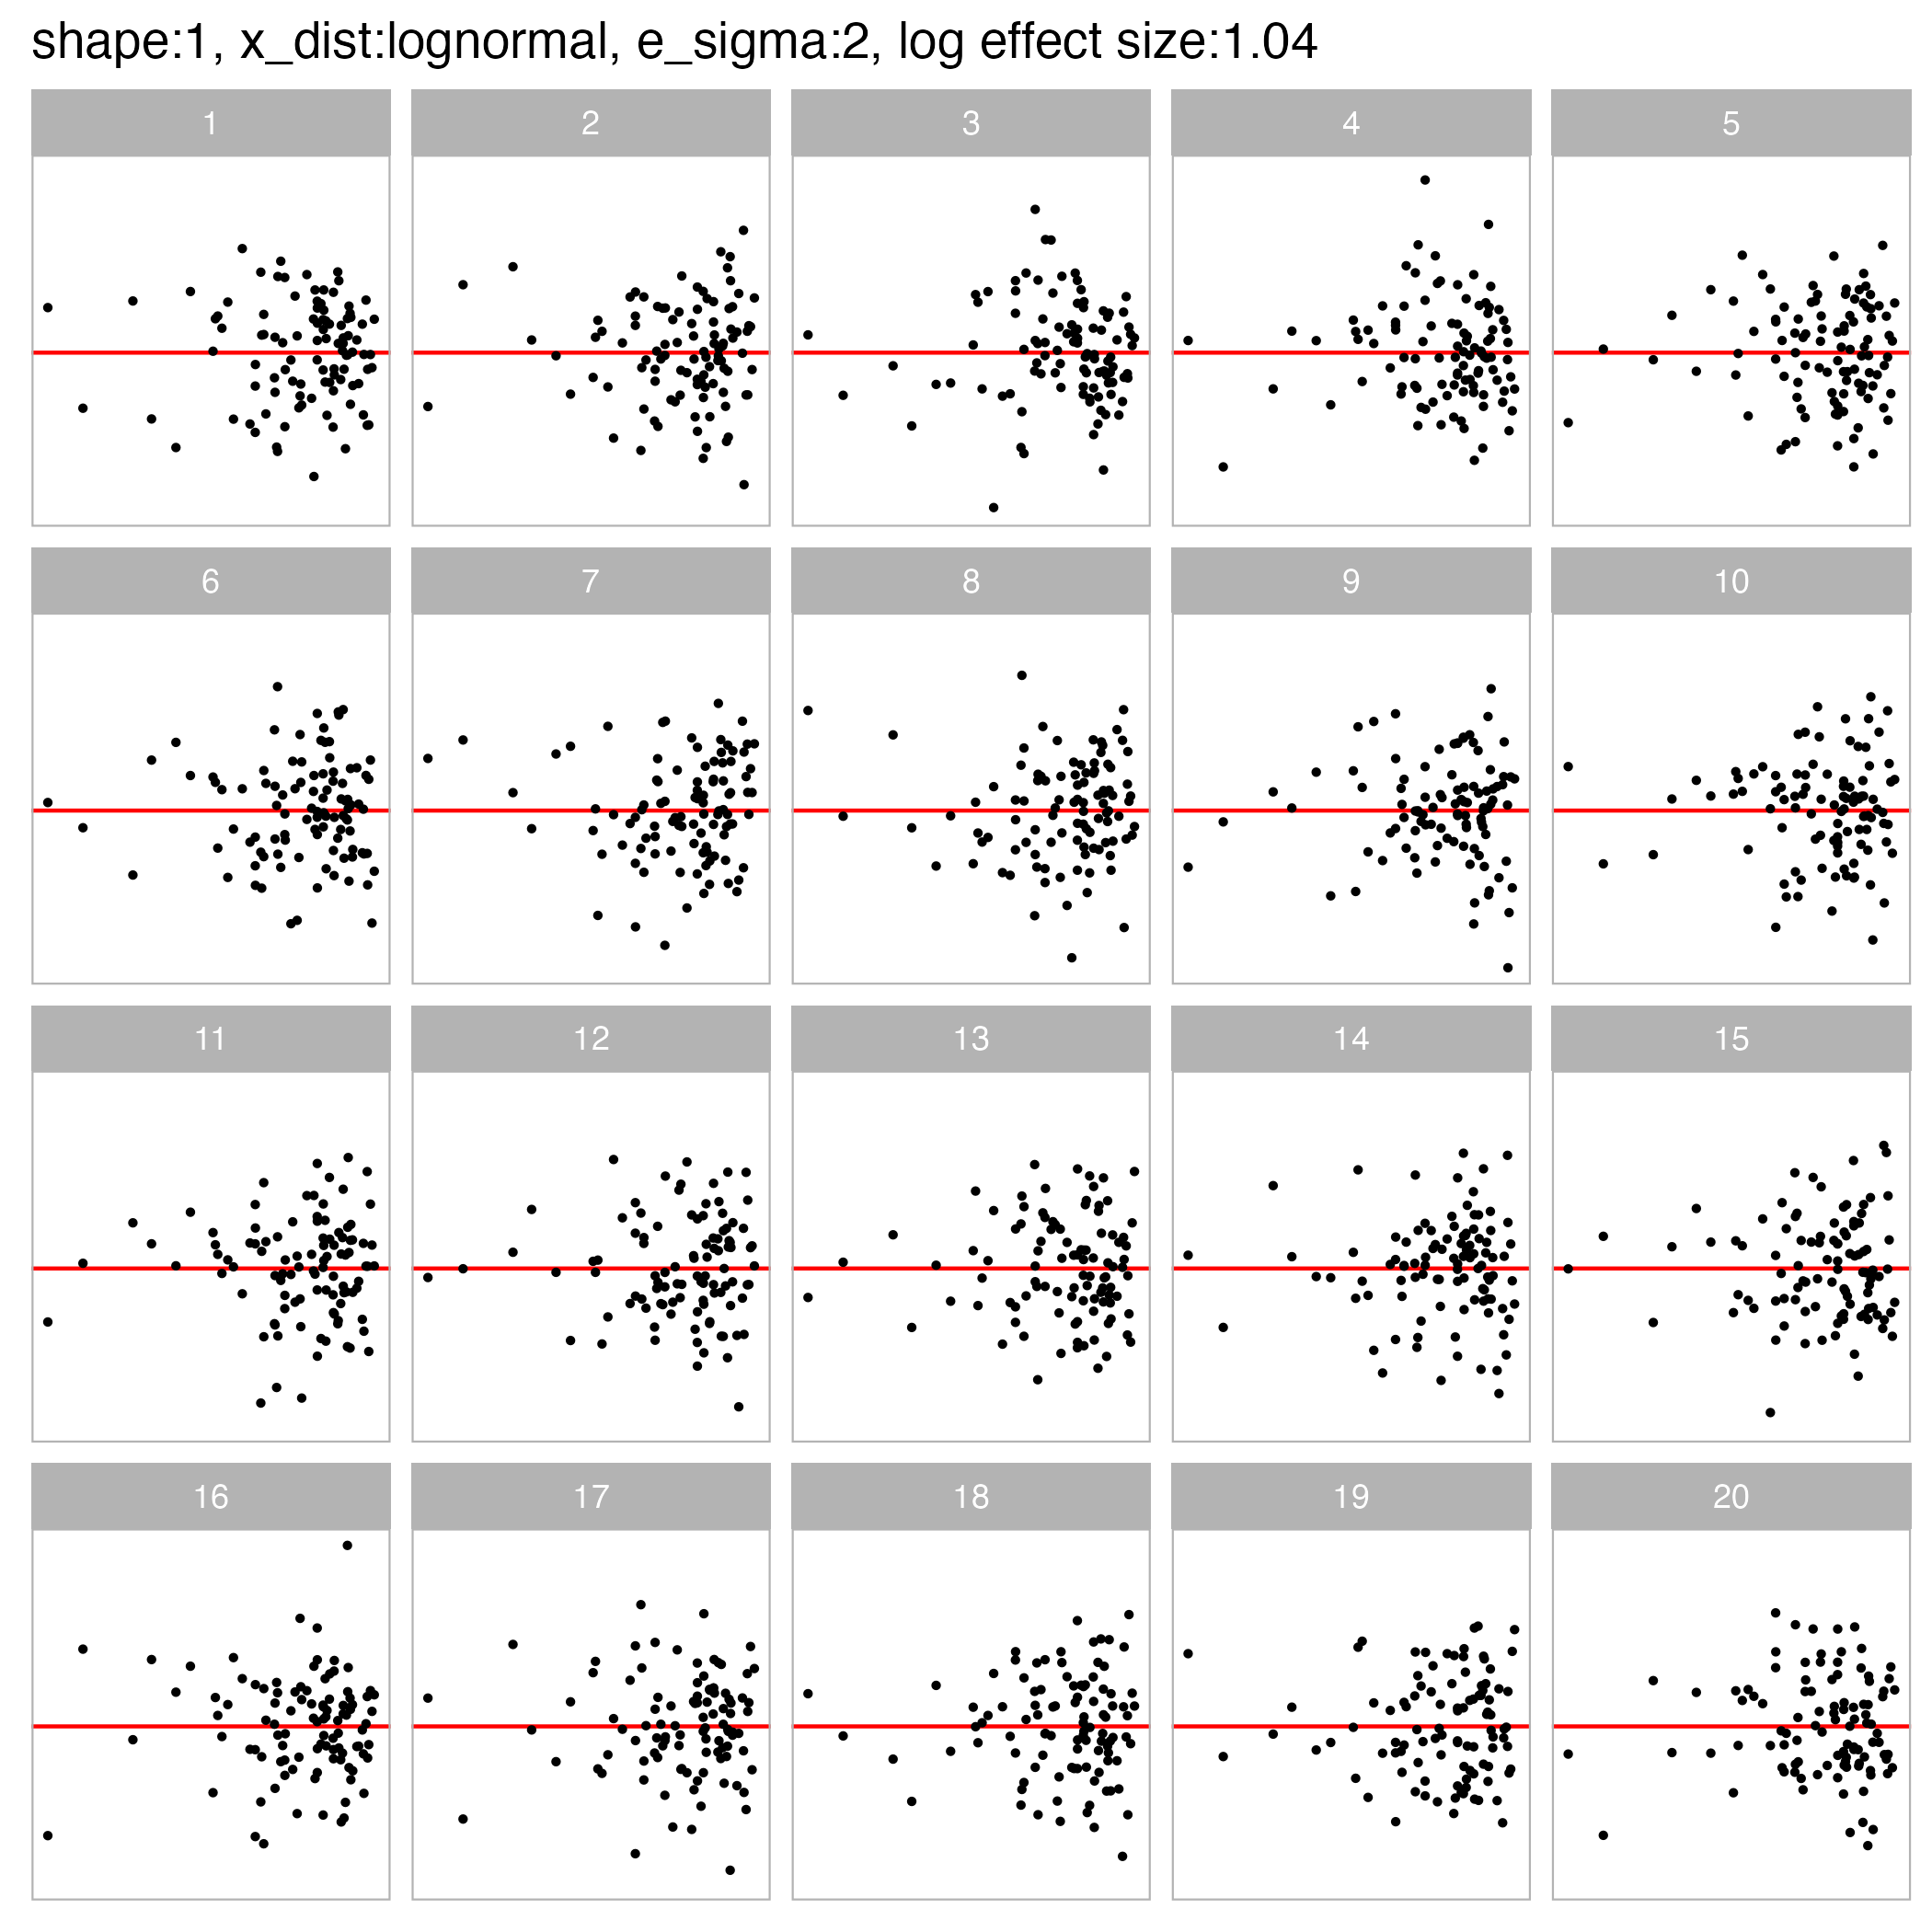 shape:1, x_dist:lognormal, e_sigma:2, log effect size:1.04
1 2 3 4 5
6 7 8 9 10
11 12 13 14 15
16 17 18 19 20